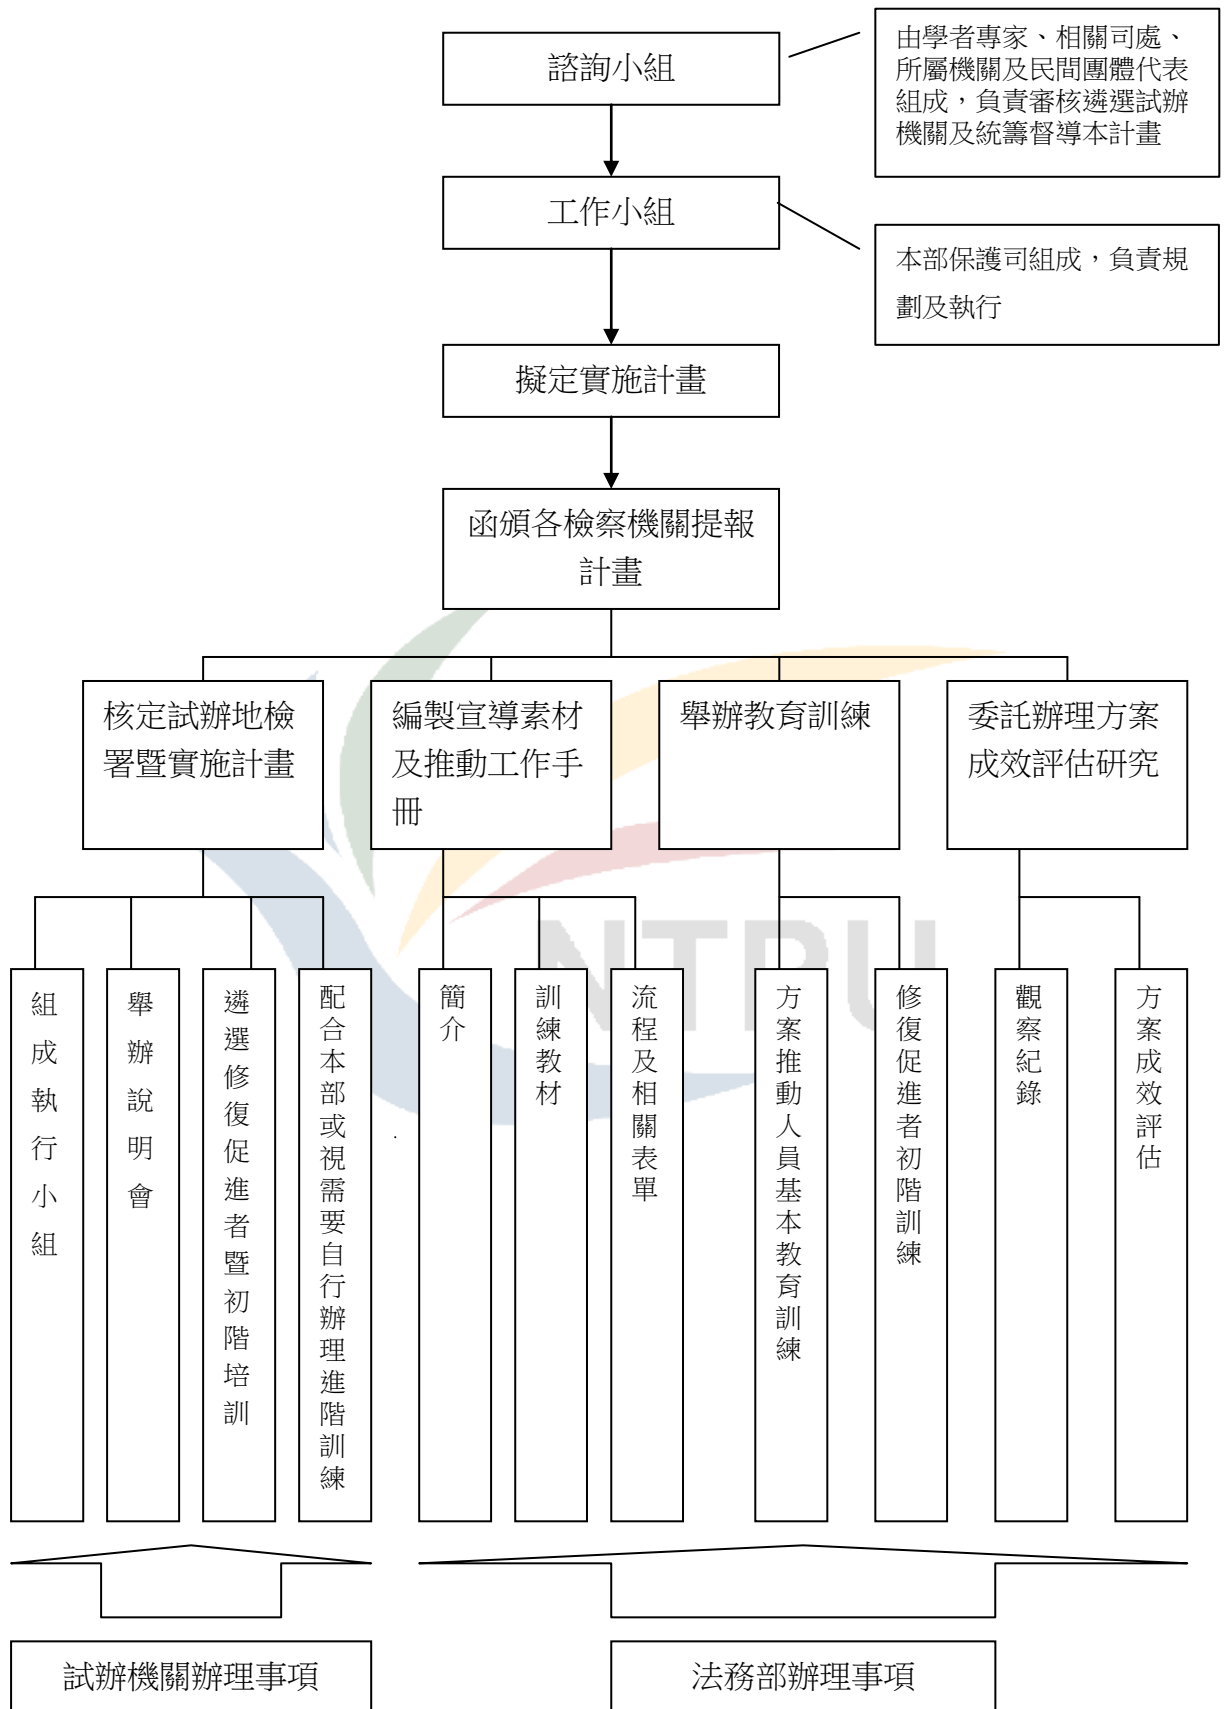 諮詢小組
由學者專家、相關司處、
所屬機關及民間團體代表
組成，負責審核遴選試辦
機關及統籌督導本計畫
工作小組
本部保護司組成，負責規
劃及執行
擬定實施計畫
函頒各檢察機關提報
計畫
核定試辦地檢
署暨實施計畫
編製宣導素材
及推動工作手
冊
舉辦教育訓練
委託辦理方案
成效評估研究
NTPU
組成執行小組
舉辦說明會
遴選修復促進者暨初階培訓
配合本部或視需要自行辦理進階訓練
簡介
訓練教材
流程及相關表單
方案推動人員基本教育訓練
修復促進者初階訓練
觀察紀錄
方案成效評估
試辦機關辦理事項
法務部辦理事項